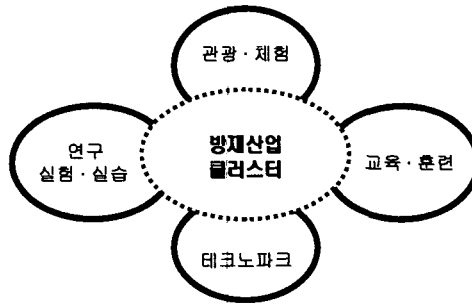 관광 · 체험
연구
실험 · 실습
방재산업
클러스터
교육 · 훈련
테크노파크